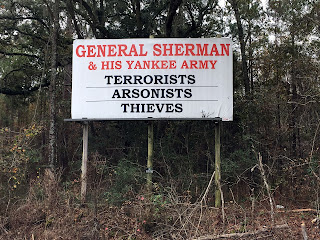 GENERAL SHERMAN
& HIS YANKEE ARMY
TERRORISTS
ARSONISTS
THIEVES